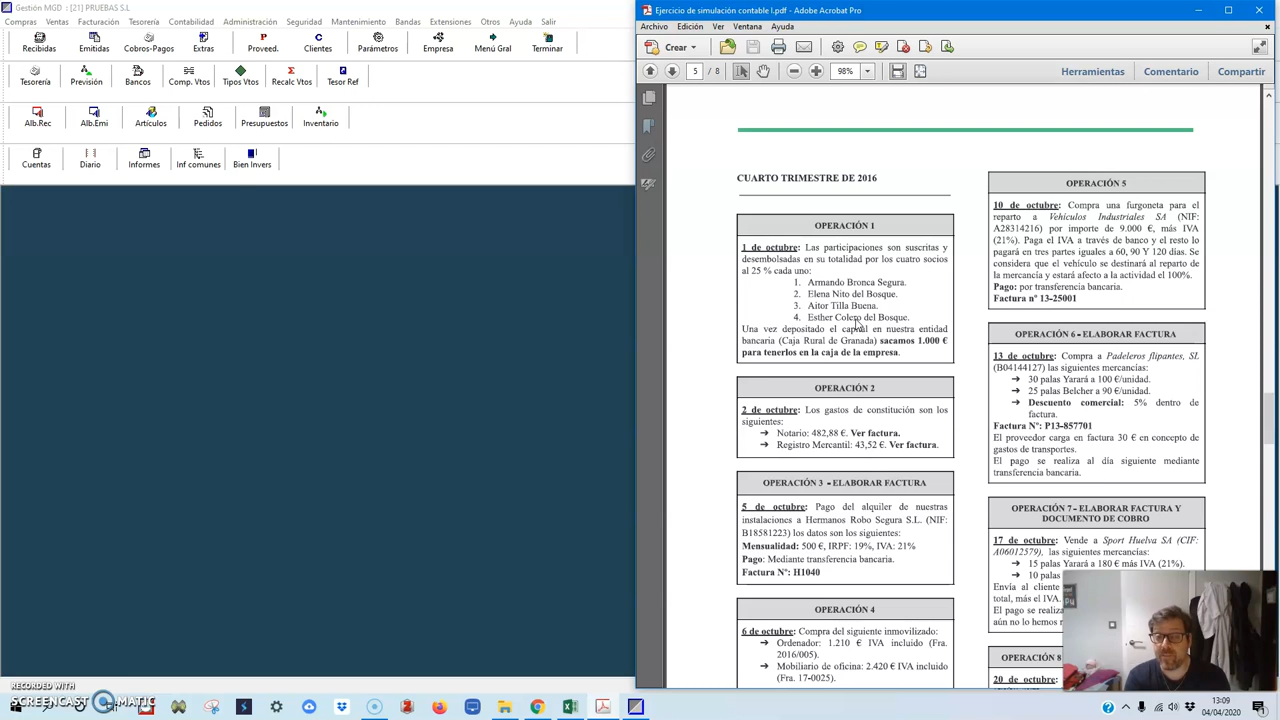 Gestión MGD : [21] PRUEBAS S.L
Compras Ventas Facturación Tesorería Contabilidad Administración Seguridad Mantenimiento Bandas Extensiones Otros Ayuda Salir
Recibidas Emitidas Cobros-Pagos Extras Proveed. Clientes Parámetros Empresa Menú Gral Terminar
Tesorería Previsión Bancos Comp. Vtos Tipos Vtos Recalc Vtos Tesor Ref
Alb.Rec Alb.Emi Artículos Pedidos Presupuestos Inventario
Cuentas Diario Informes Inf comunes Bien Invers
Ejercicio de simulación contable I.pdf - Adobe Acrobat Pro
Archivo Edición Ver Ventana Ayuda
Crear
5 / 8 98% Herramientas Comentario Compartir
CUARTO TRIMESTRE DE 2016
OPERACIÓN 1
1 de octubre: Las participaciones son suscritas y
desembolsadas en su totalidad por los cuatro socios
al 25 % cada uno:
1. Armando Bronca Segura.
2. Elena Nito del Bosque.
3. Aitor Tilla Buena.
4. Esther Colero del Bosque.
Una vez depositado el capital en nuestra entidad
bancaria (Caja Rural de Granada) sacamos 1.000 €
para tenerlos en la caja de la empresa.
OPERACIÓN 2
2 de octubre: Los gastos de constitución son los
siguientes:
➔ Notario: 482,88 €. Ver factura.
➔ Registro Mercantil: 43,52 €. Ver factura.
OPERACIÓN 3 - ELABORAR FACTURA
5 de octubre: Pago del alquiler de nuestras
instalaciones a Hermanos Robo Segura S.L. (NIF:
B18581223) los datos son los siguientes:
Mensualidad: 500 €, IRPF: 19%, IVA: 21%
Pago: Mediante transferencia bancaria.
Factura Nº: H1040
OPERACIÓN 4
6 de octubre: Compra del siguiente inmovilizado:
➔ Ordenador: 1.210 € IVA incluido (Fra.
2016/005).
➔ Mobiliario de oficina: 2.420 € IVA incluido
(Fra. 17-0025).
OPERACIÓN 5
10 de octubre: Compra una furgoneta para el
reparto a Vehículos Industriales SA (NIF:
A28314216) por importe de 9.000 €, más IVA
(21%). Paga el IVA a través de banco y el resto lo
pagará en tres partes iguales a 60, 90 Y 120 días. Se
considera que el vehículo se destinará al reparto de
la mercancía y estará afecto a la actividad el 100%.
Pago: por transferencia bancaria.
Factura nº 13-25001
OPERACIÓN 6 – ELABORAR FACTURA
13 de octubre: Compra a Padeleros flipantes, SL
(B04144127) las siguientes mercancías:
➔ 30 palas Yarará a 100 €/unidad.
➔ 25 palas Belcher a 90 €/unidad.
➔ Descuento comercial: 5% dentro de
factura.
Factura Nº: P13-857701
El proveedor carga en factura 30 € en concepto de
gastos de transportes.
El pago se realiza al día siguiente mediante
transferencia bancaria.
OPERACIÓN 7 - ELABORAR FACTURA Y
DOCUMENTO DE COBRO
17 de octubre: Vende a Sport Huelva SA (CIF:
A06012579), las siguientes mercancías:
➔ 15 palas Yarará a 180 € más IVA (21%).
➔ 10 palas
Envía al cliente
total, más el IVA.
El pago se realiza
aún no lo hemos
OPERACIÓN 8
20 de octubre:
RECORDED WITH
SCREENCAST MATIC
13:09
04/04/2020